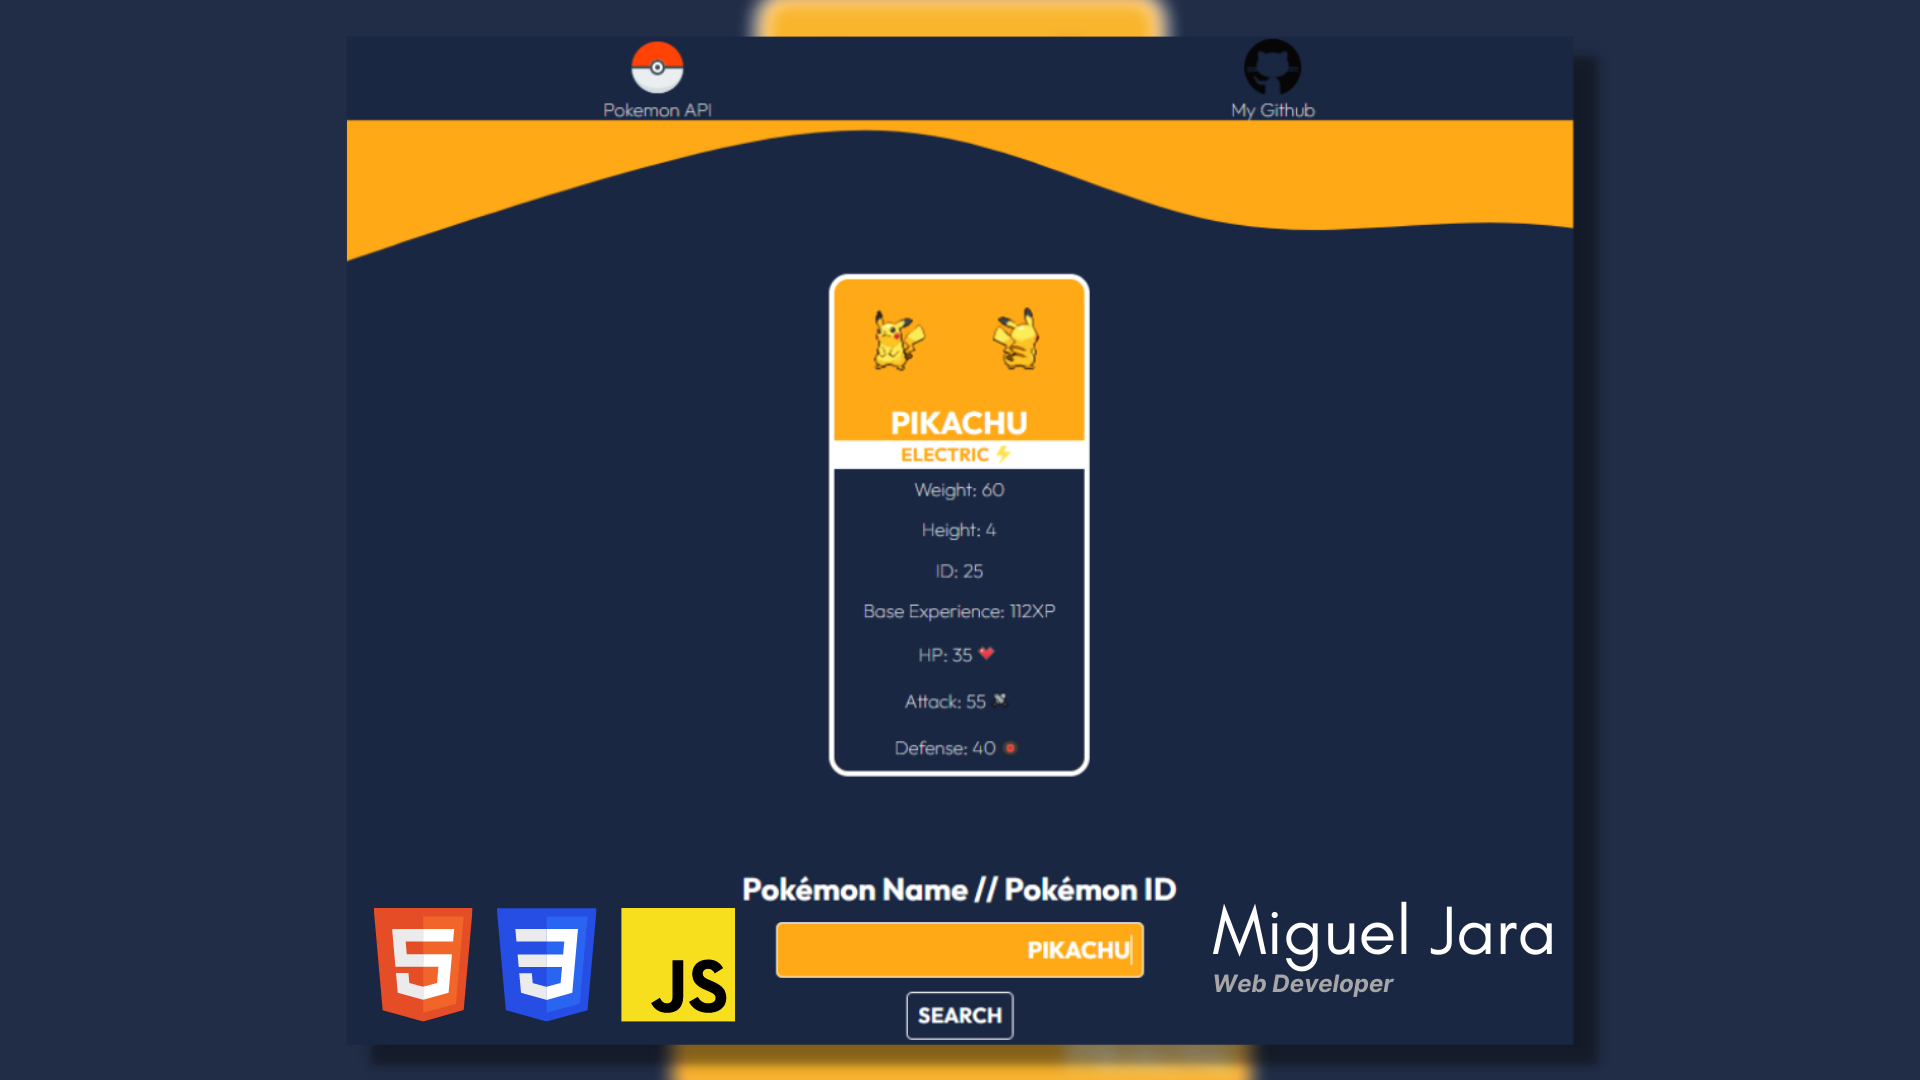 Pokemon API
My Github
PIKACHU
ELECTRIC ⚡
Weight: 60
Height: 4
ID: 25
Base Experience: 112XP
HP: 35 ❤
Attack: 55 ⚔
Defense: 40
Pokémon Name // Pokémon ID
PIKACHU
SEARCH
5
3
JS
Miguel Jara
Web Developer